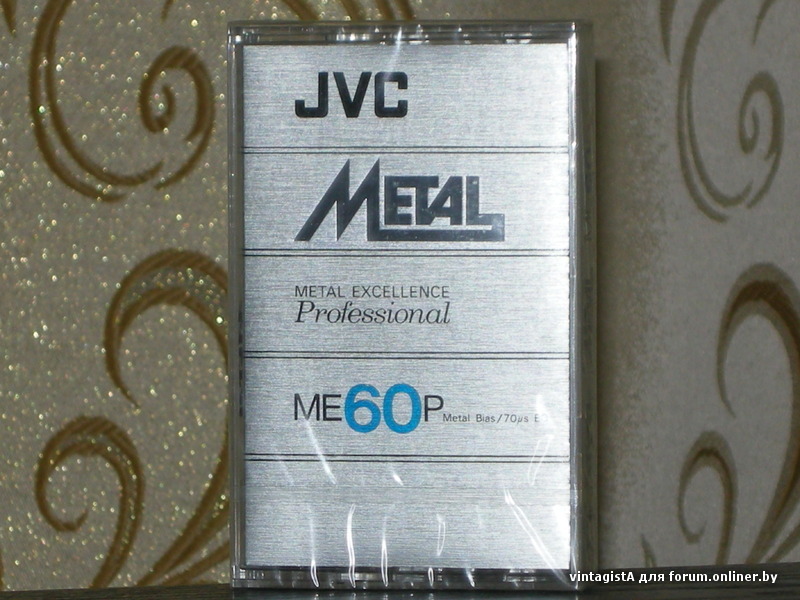 JVC
METAL
METAL EXCELLENCE
Professional
ME60P Metal Bias/70µs
vintagistA для forum.onliner.by